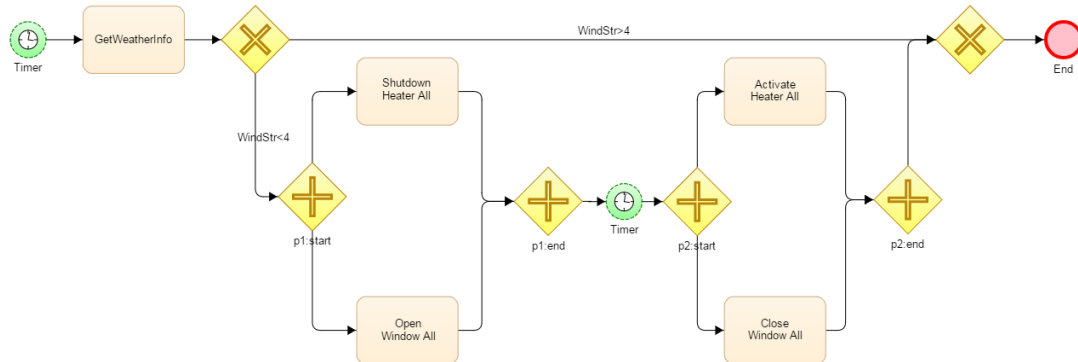 Timer
GetWeatherInfo
WindStr>4
End
WindStr<4
Shutdown
Heater All
Activate
Heater All
p1:start
p1:end
Timer
p2:start
p2:end
Open
Window All
Close
Window All